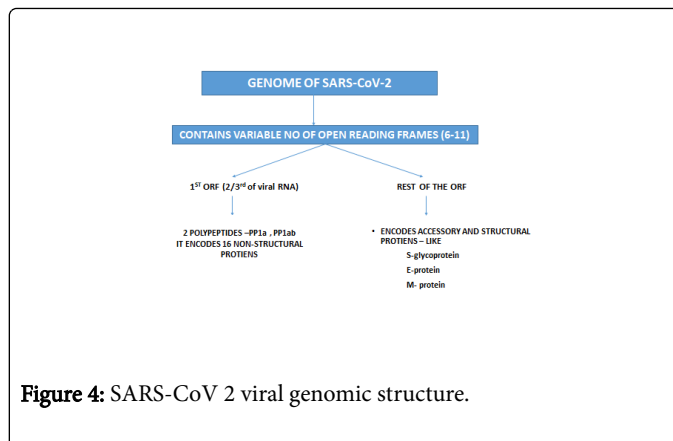 GENOME OF SARS-CoV-2
CONTAINS VARIABLE NO OF OPEN READING FRAMES (6-11)
1ST ORF (2/3rd of viral RNA)
2 POLYPEPTIDES –PP1a , PP1ab
IT ENCODES 16 NON-STRUCTURAL
PROTIENS
REST OF THE ORF
• ENCODES ACCESSORY AND STRUCTURAL
PROTIENS – LIKE
S-glycoprotein
E-protein
M- protein
Figure 4: SARS-CoV 2 viral genomic structure.